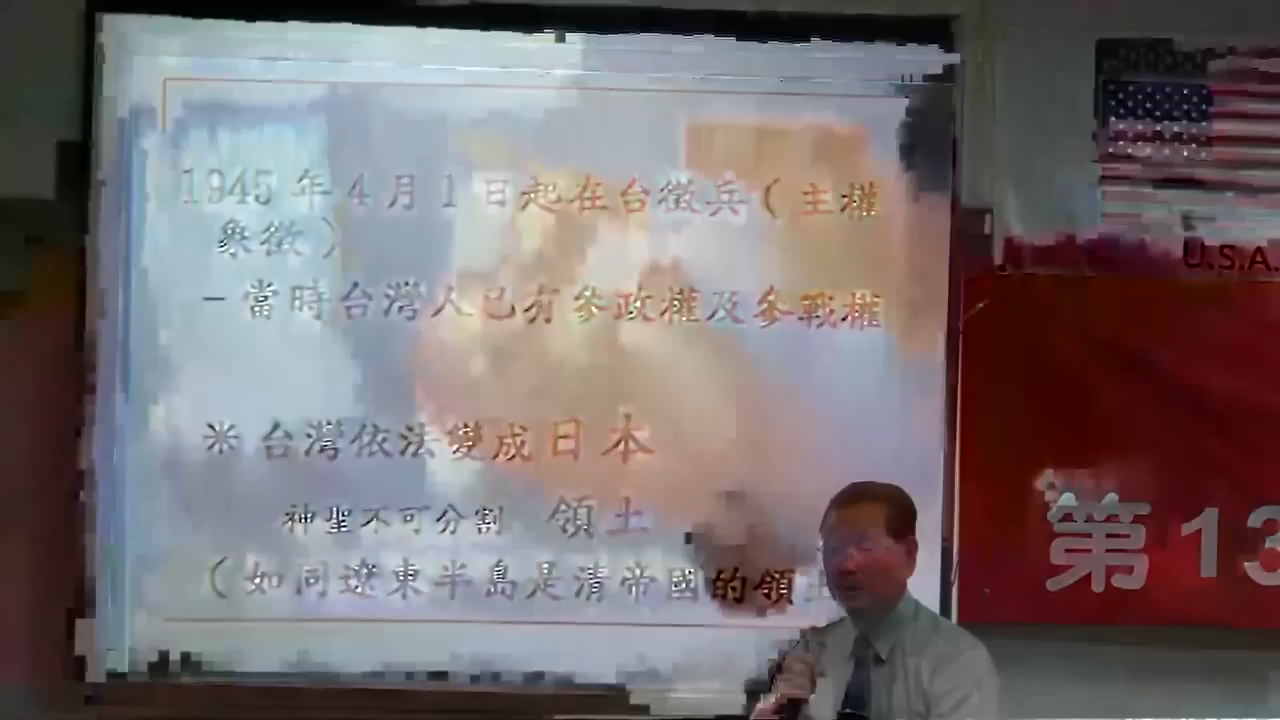 1945 年 4 月 1 日起在台徵兵 ( 主權
象徵 )
- 當時台灣人已有參政權及參戰權
※ 台灣依法變成日本
神聖不可分割 領土
( 如同遼東半島是清帝國的領土
U.S.A.
第 13